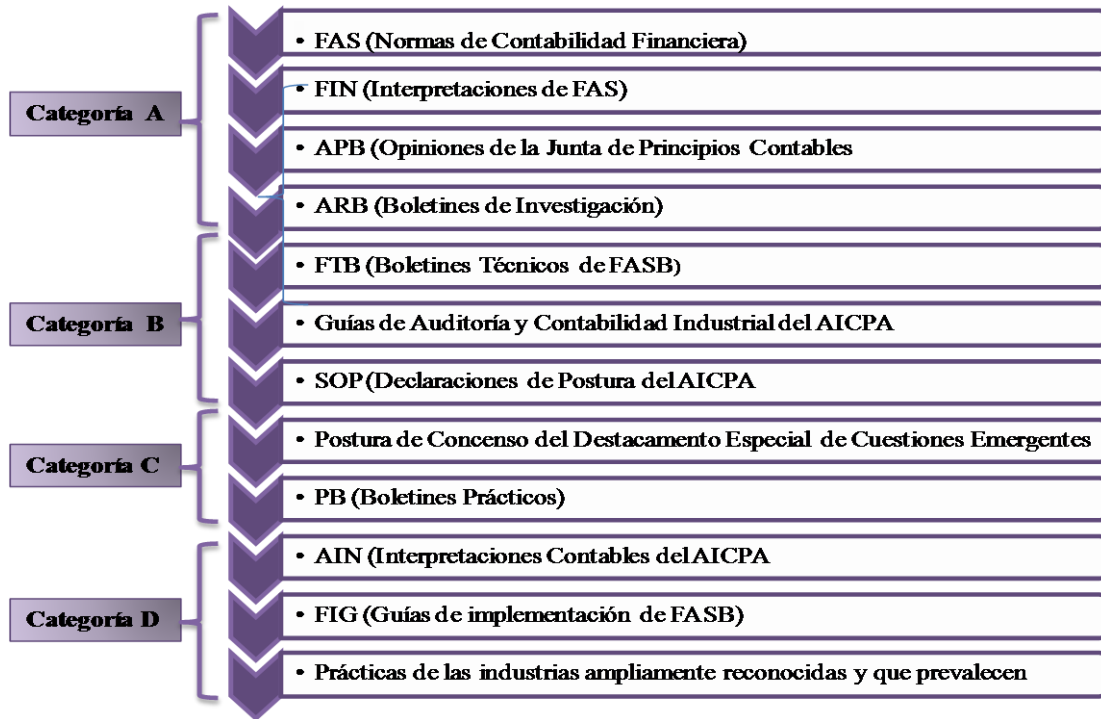 Categoría A
• FAS (Normas de Contabilidad Financiera)
• FIN (Interpretaciones de FAS)
• APB (Opiniones de la Junta de Principios Contables
• ARB (Boletines de Investigación)
Categoría B
• FTB (Boletines Técnicos de FASB)
• Guías de Auditoría y Contabilidad Industrial del AICPA
• SOP (Declaraciones de Postura del AICPA
Categoría C
• Postura de Concenso del Destacamento Especial de Cuestiones Emergentes
• PB (Boletines Prácticos)
Categoría D
• AIN (Interpretaciones Contables del AICPA
• FIG (Guías de implementación de FASB)
• Prácticas de las industrias ampliamente reconocidas y que prevalecen